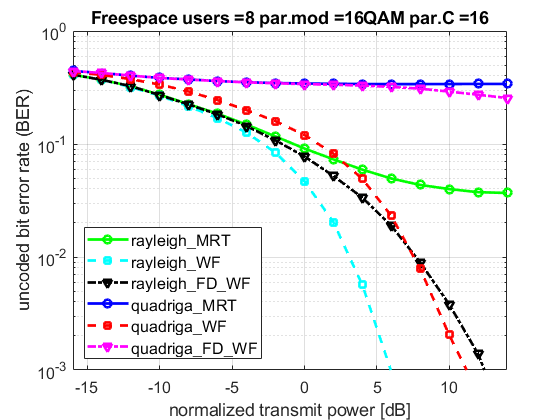 Freespace users =8 par.mod =16QAM par.C =16
10^0
10^-1
10^-2
10^-3
uncoded bit error rate (BER)
rayleigh_MRT
rayleigh_WF
rayleigh_FD_WF
quadriga_MRT
quadriga_WF
quadriga_FD_WF
-15 -10 -5 0 5 10
normalized transmit power [dB]